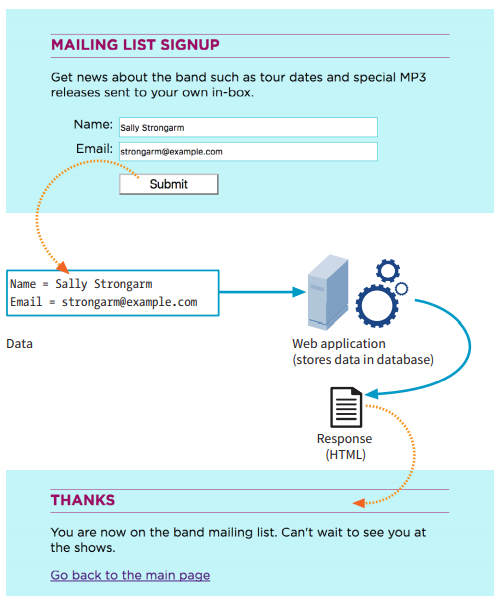 MAILING LIST SIGNUP
Get news about the band such as tour dates and special MP3
releases sent to your own in-box.
Name: Sally Strongarm
Email: strongarm@example.com
Submit
Name = Sally Strongarm
Email = strongarm@example.com
Data
Web application
(stores data in database)
Response
(HTML)
THANKS
You are now on the band mailing list. Can't wait to see you at
the shows.
Go back to the main page